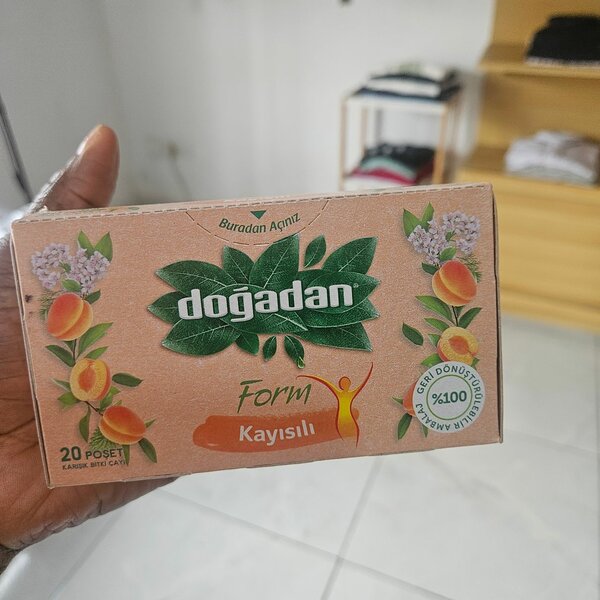 Buradan Açınız
doğadan®
Form
Kayısılı
20 POŞET
KARIŞIK BİTKİ ÇAYI
GERİ DÖNÜŞTÜRÜLEBİLİR AMBALAJ
%100